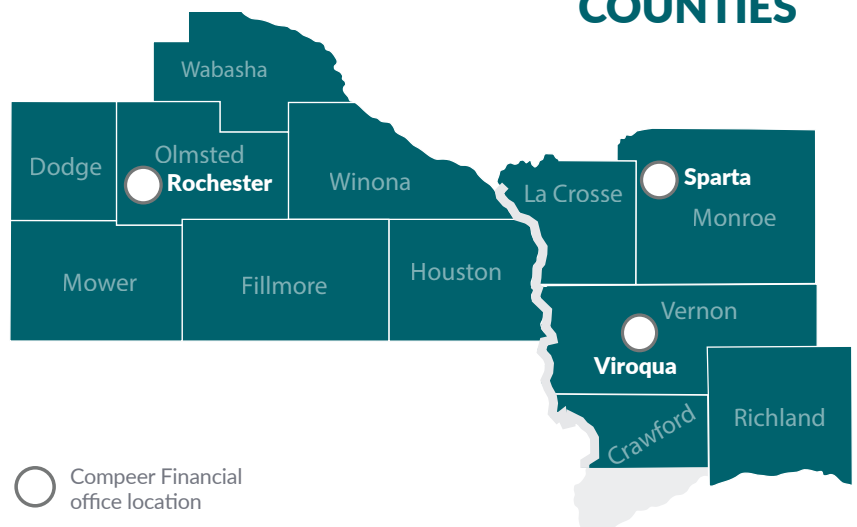 COUNTIES
Wabasha
Dodge
Olmsted
Rochester
Winona
La Crosse
Sparta
Monroe
Mower
Fillmore
Houston
Vernon
Viroqua
Crawford
Richland
Compeer Financial
office location